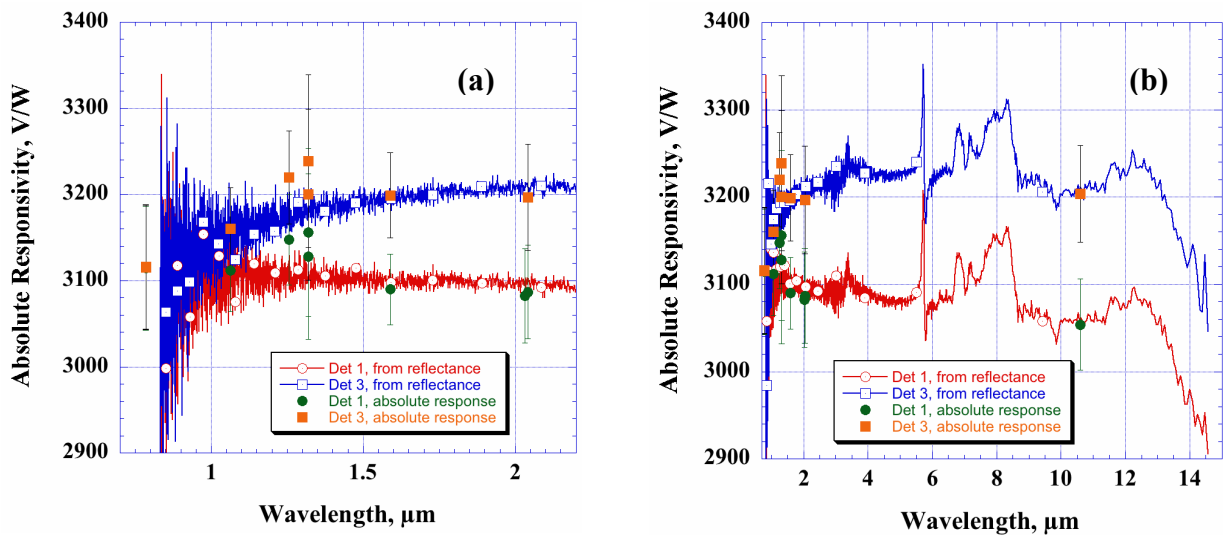 3400
3300
3200
3100
3000
2900
Absolute Responsivity, V/W
(a)
Det 1, from reflectance
Det 3, from reflectance
Det 1, absolute response
Det 3, absolute response
1
1.5
2
Wavelength, µm
3400
3300
3200
3100
3000
2900
Absolute Responsivity, V/W
(b)
Det 1, from reflectance
Det 3, from reflectance
Det 1, absolute response
Det 3, absolute response
2
4
6
8
10
12
14
Wavelength, µm